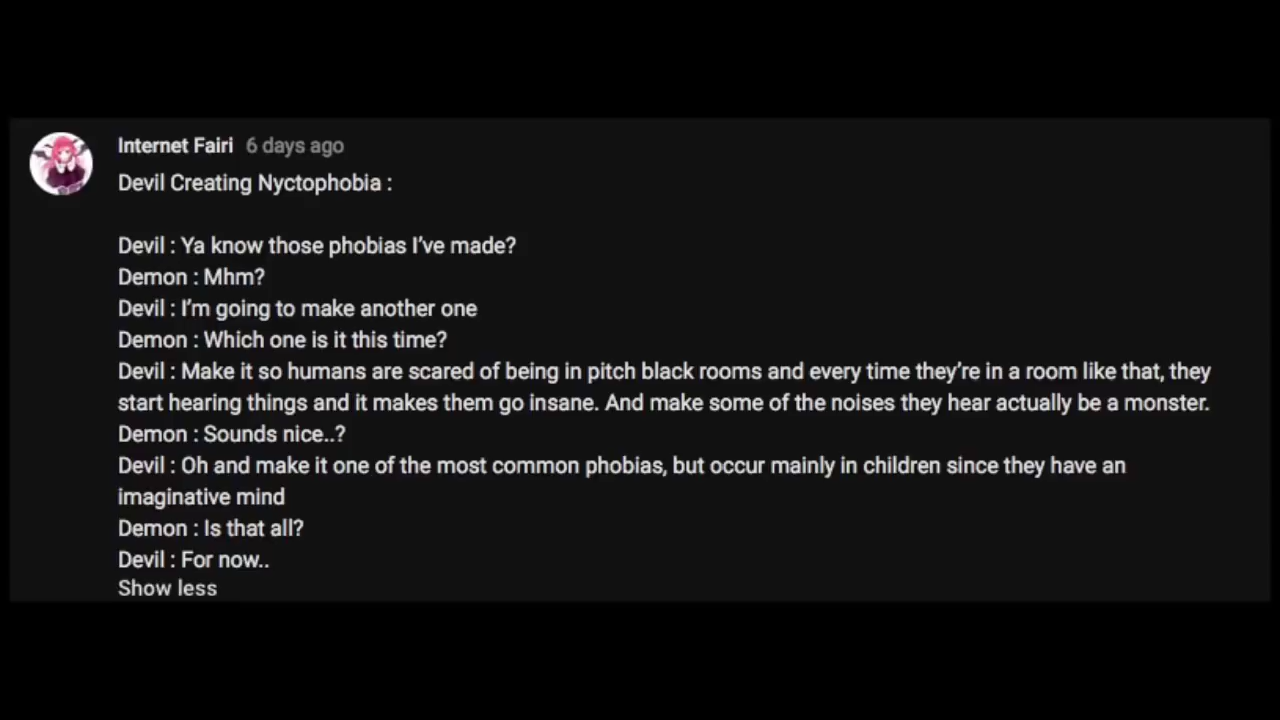 Internet Fairi 6 days ago
Devil Creating Nyctophobia :
Devil : Ya know those phobias I've made?
Demon : Mhm?
Devil : I'm going to make another one
Demon : Which one is it this time?
Devil : Make it so humans are scared of being in pitch black rooms and every time they're in a room like that, they
start hearing things and it makes them go insane. And make some of the noises they hear actually be a monster.
Demon : Sounds nice..?
Devil : Oh and make it one of the most common phobias, but occur mainly in children since they have an
imaginative mind
Demon : Is that all?
Devil : For now..
Show less